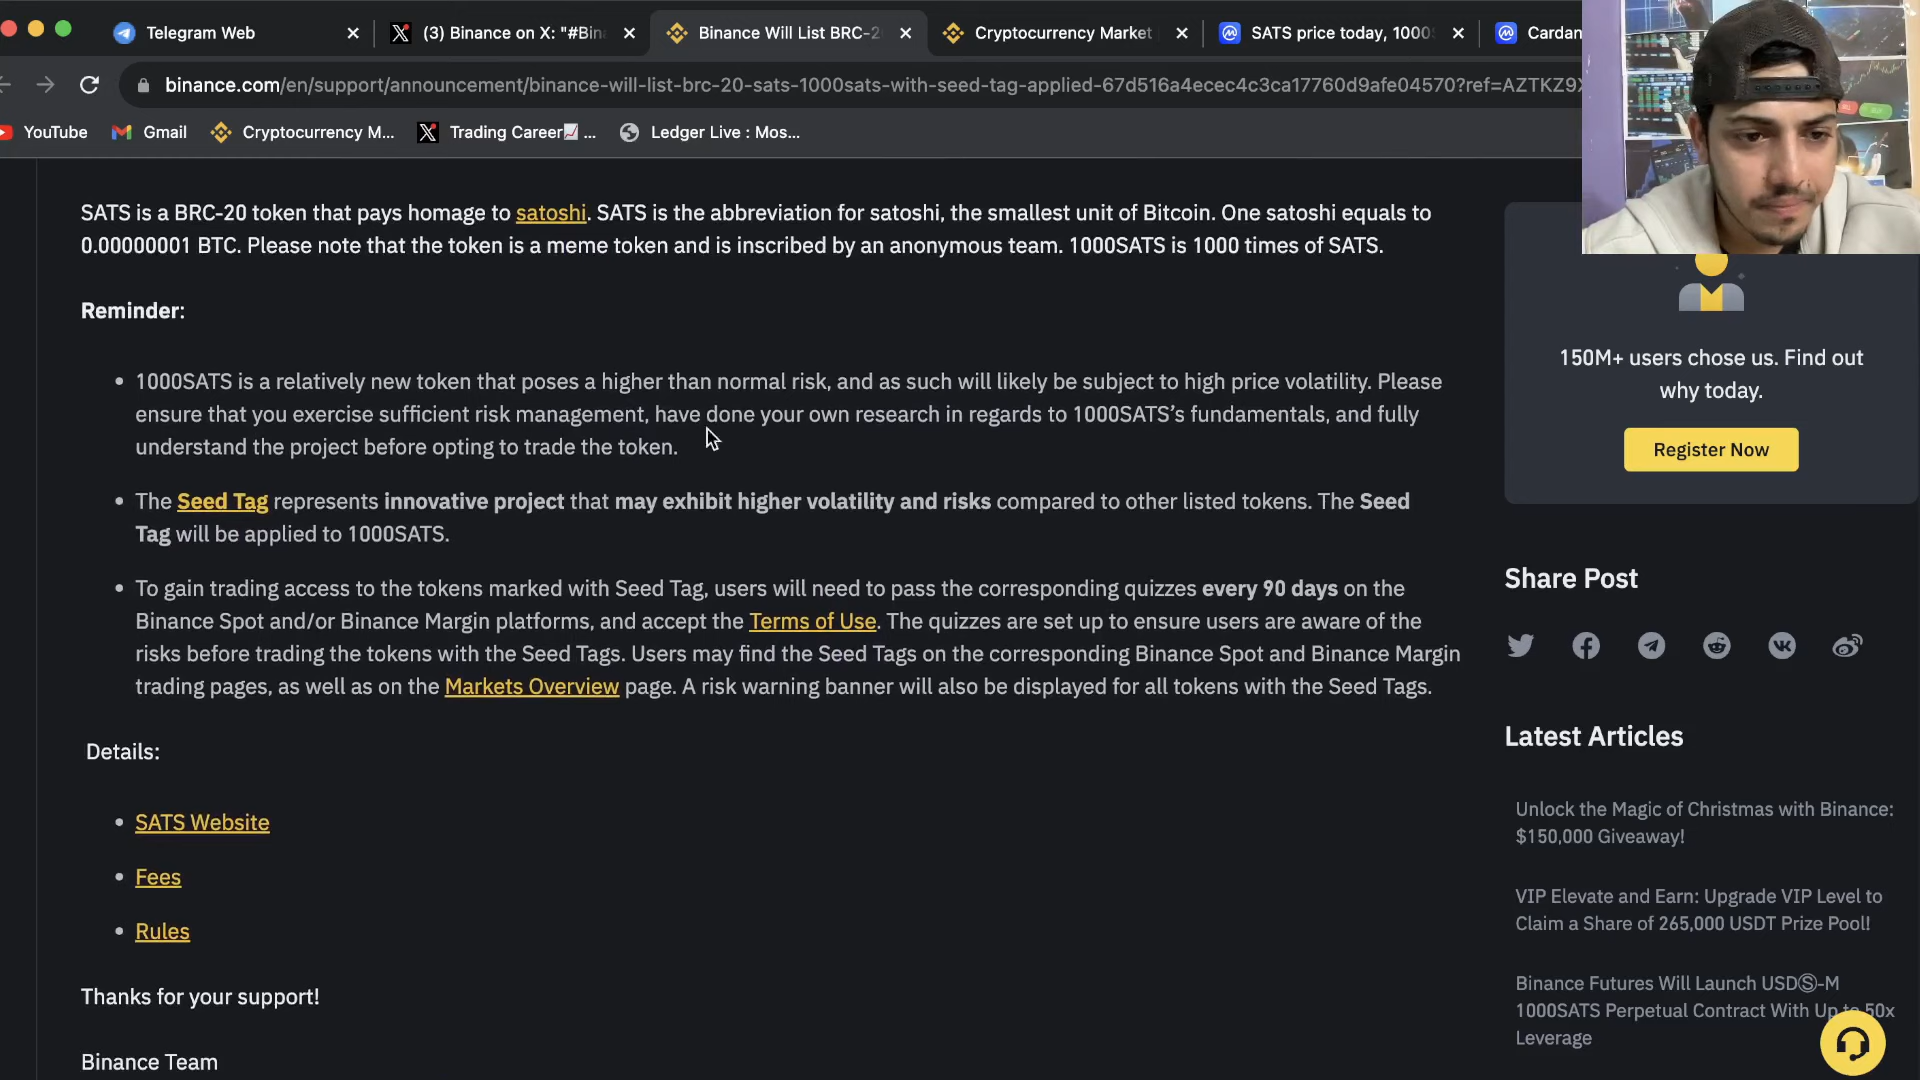 Telegram Web
(3) Binance on X: "#Bin
Binance Will List BRC-2
Cryptocurrency Market
SATS price today, 1000
Cardan
binance.com/en/support/announcement/binance-will-list-brc-20-sats-1000sats-with-seed-tag-applied-67d516a4ecec4c3ca17760d9afe04570?ref=AZTKZ9X
YouTube
Gmail
Cryptocurrency M...
Trading Career📈 ...
Ledger Live : Mos...
SATS is a BRC-20 token that pays homage to satoshi. SATS is the abbreviation for satoshi, the smallest unit of Bitcoin. One satoshi equals to
0.00000001 BTC. Please note that the token is a meme token and is inscribed by an anonymous team. 1000SATS is 1000 times of SATS.
Reminder:
• 1000SATS is a relatively new token that poses a higher than normal risk, and as such will likely be subject to high price volatility. Please
ensure that you exercise sufficient risk management, have done your own research in regards to 1000SATS’s fundamentals, and fully
understand the project before opting to trade the token.
• The Seed Tag represents innovative project that may exhibit higher volatility and risks compared to other listed tokens. The Seed
Tag will be applied to 1000SATS.
• To gain trading access to the tokens marked with Seed Tag, users will need to pass the corresponding quizzes every 90 days on the
Binance Spot and/or Binance Margin platforms, and accept the Terms of Use. The quizzes are set up to ensure users are aware of the
risks before trading the tokens with the Seed Tags. Users may find the Seed Tags on the corresponding Binance Spot and Binance Margin
trading pages, as well as on the Markets Overview page. A risk warning banner will also be displayed for all tokens with the Seed Tags.
Details:
• SATS Website
• Fees
• Rules
Thanks for your support!
Binance Team
150M+ users chose us. Find out
why today.
Register Now
Share Post
Latest Articles
Unlock the Magic of Christmas with Binance:
$150,000 Giveaway!
VIP Elevate and Earn: Upgrade VIP Level to
Claim a Share of 265,000 USDT Prize Pool!
Binance Futures Will Launch USDⓈ-M
1000SATS Perpetual Contract With Up to 50x
Leverage